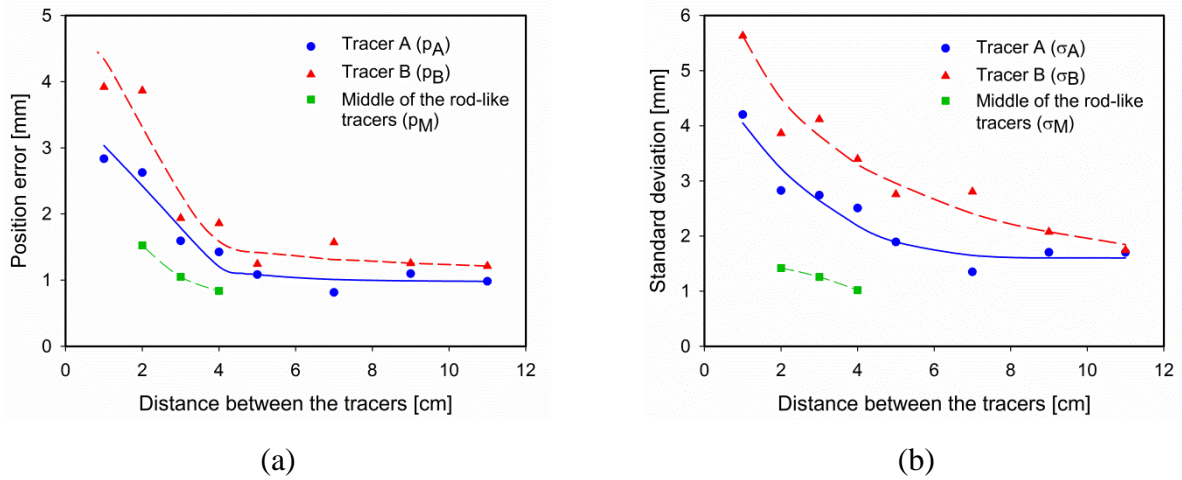 5
4
3
2
1
0
Position error [mm]
Tracer A (pA)
Tracer B (pB)
Middle of the rod-like
tracers (pM)
0 2 4 6 8 10 12
Distance between the tracers [cm]
(a)
6
5
4
3
2
1
0
Standard deviation [mm]
Tracer A (σA)
Tracer B (σB)
Middle of the rod-like
tracers (σM)
0 2 4 6 8 10 12
Distance between the tracers [cm]
(b)